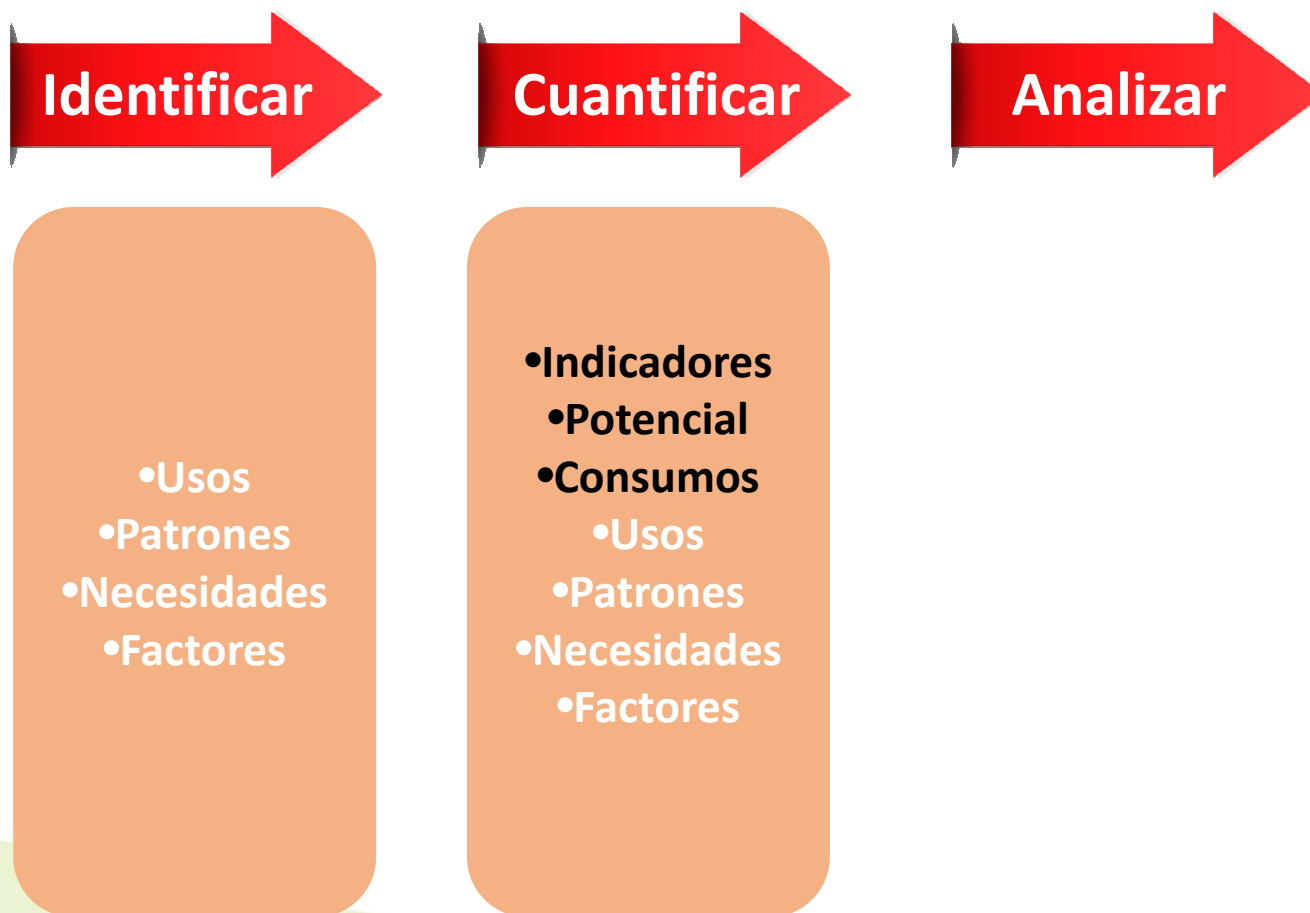 Identificar
Cuantificar
Analizar
•Usos
•Patrones
•Necesidades
•Factores
•Indicadores
•Potencial
•Consumos
•Usos
•Patrones
•Necesidades
•Factores